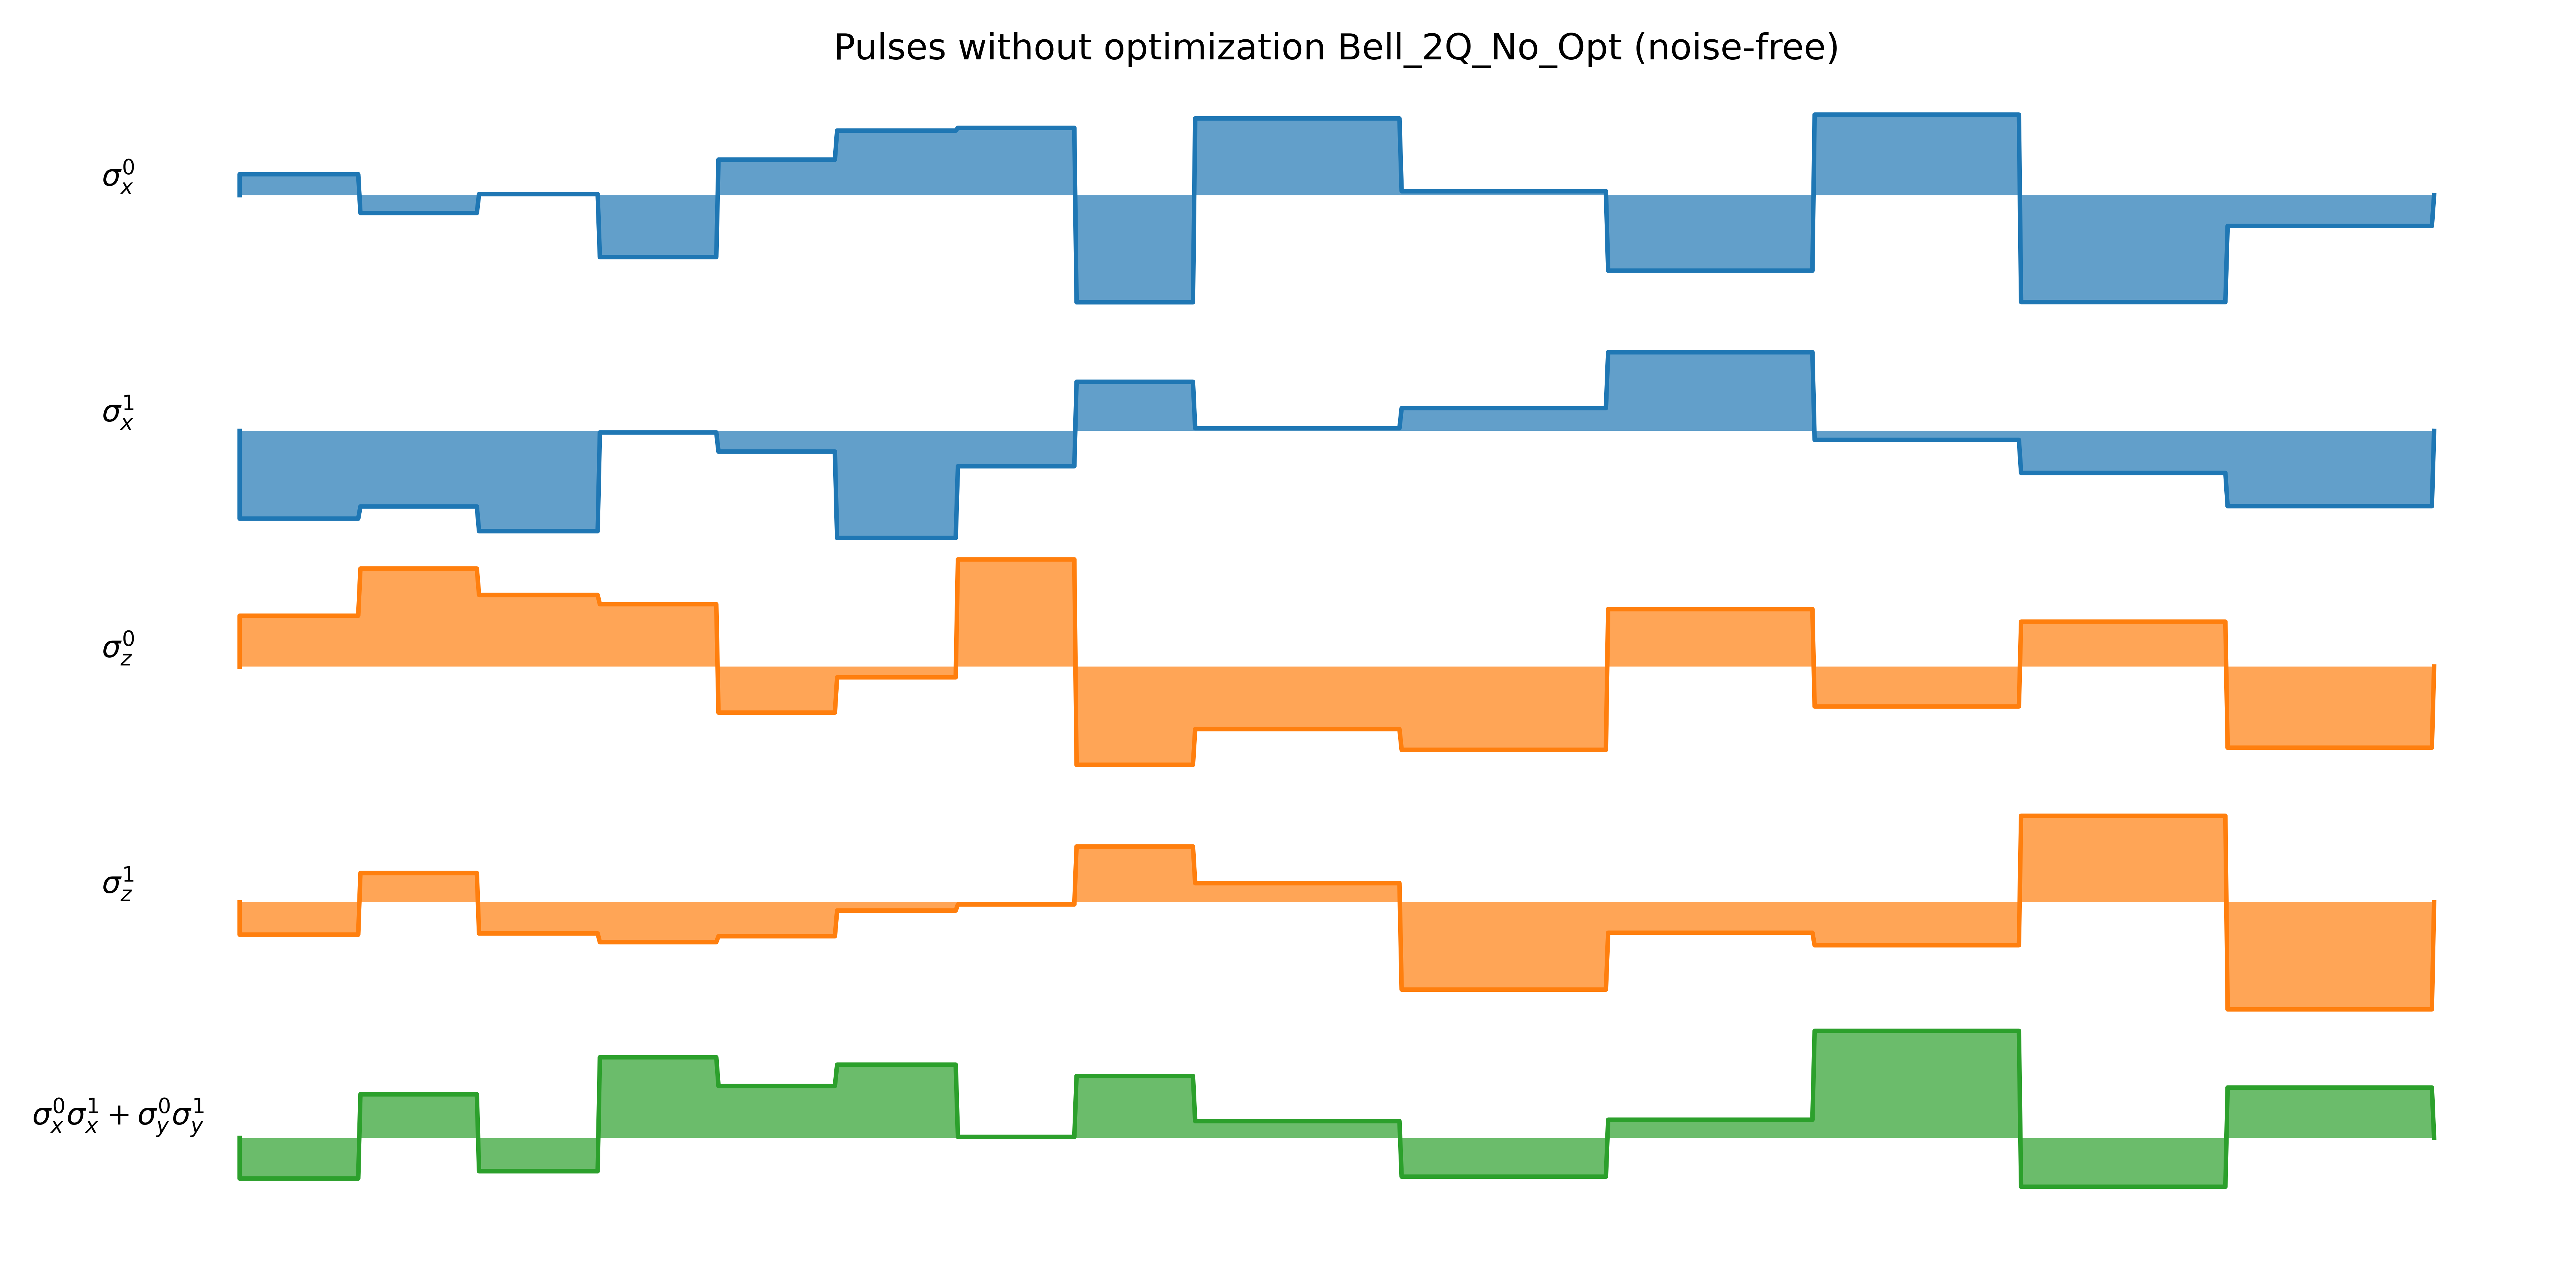 Pulses without optimization Bell_2Q_No_Opt (noise-free)
σ_x^0
σ_x^1
σ_z^0
σ_z^1
σ_x^0σ_x^1 + σ_y^0σ_y^1